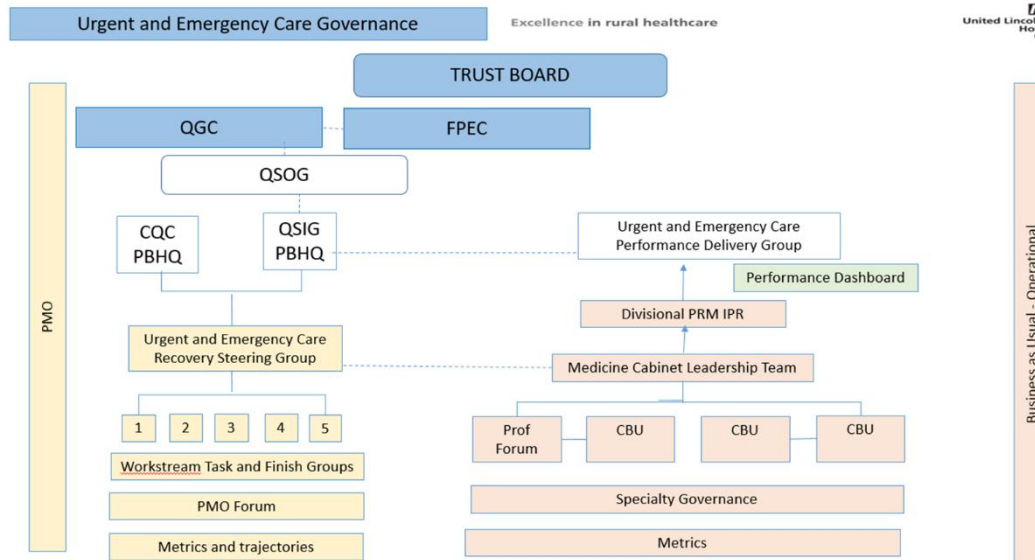 Urgent and Emergency Care Governance
Excellence in rural healthcare
TRUST BOARD
QGC
FPEC
QSOG
CQC
PBHQ
QSIG
PBHQ
Urgent and Emergency Care
Performance Delivery Group
Performance Dashboard
Divisional PRM IPR
Urgent and Emergency Care
Recovery Steering Group
Medicine Cabinet Leadership Team
1
2
3
4
5
Prof
Forum
CBU
CBU
CBU
Workstream Task and Finish Groups
Specialty Governance
PMO Forum
Metrics
Metrics and trajectories
PMO
Business as Usual - Operational
United